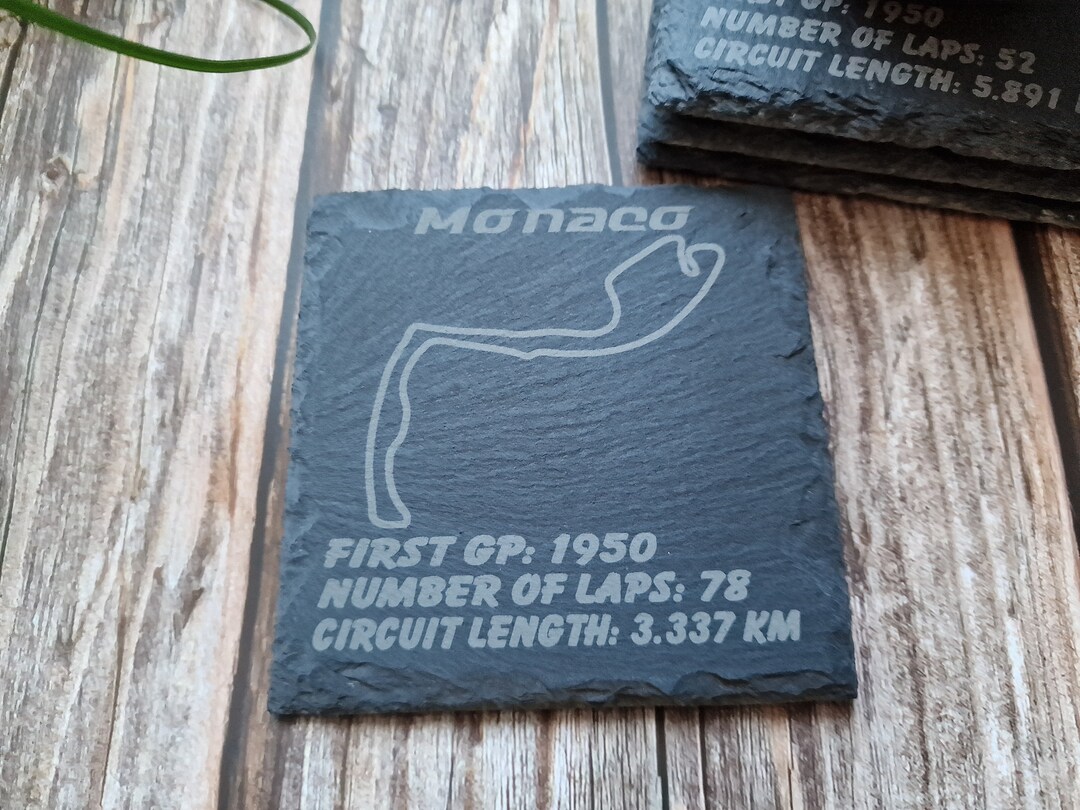 Monaco
FIRST GP: 1950
NUMBER OF LAPS: 78
CIRCUIT LENGTH: 3.337 KM
GP: 1950
NUMBER OF LAPS: 52
CIRCUIT LENGTH: 5.891